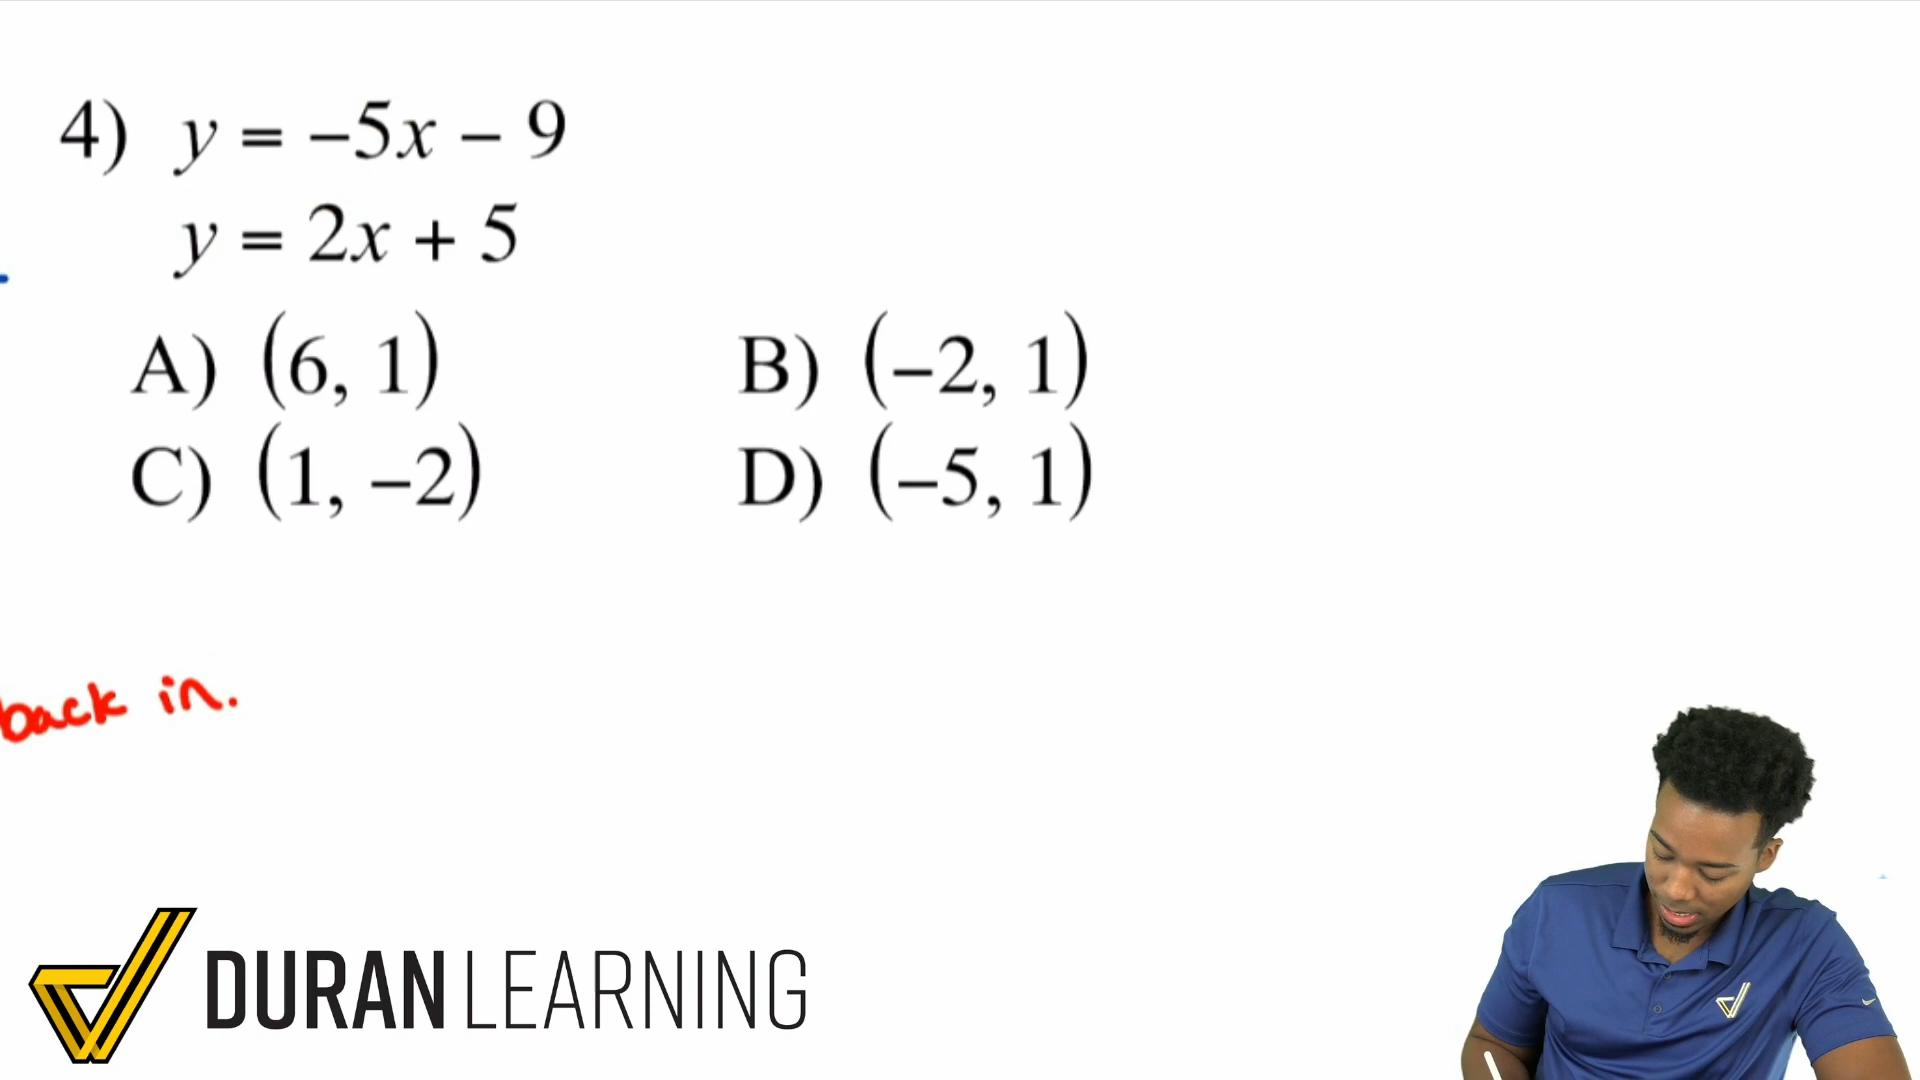 4) y = −5x − 9
y = 2x + 5
A) (6, 1) B) (−2, 1)
C) (1, −2) D) (−5, 1)
back in.
DURAN LEARNING